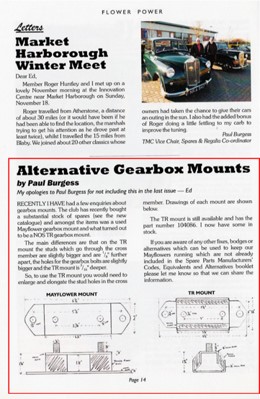 FLOWER POWER
Letters
Market
Harborough
Winter Meet
Dear Ed,
Member Roger Huntley and I met up on a
lovely November morning at the Innovation
Centre near Market Harborough on Sunday,
November 18.
Roger travelled from Atherstone, a distance
of about 30 miles (or it would have been if he
had been able to find the location, the marshals
trying to get his attention as he drove past at
least twice), whilst I travelled the 15 miles from
Blaby. We joined about 20 other classics whose
owners had taken the chance to give their cars
an outing in the sun. I also had the added bonus
of Roger doing a little fettling to my carb to
improve the tuning.
Paul Burgess
TMC Vice Chair, Spares & Regalia Co-ordinator
Alternative Gearbox Mounts
by Paul Burgess
My apologies to Paul Burgess for not including this in the last issue — Ed
RECENTLY I HAVE had a few enquiries about
gearbox mounts. The club has recently bought
a substantial stock of spares (see the new
catalogue) and amongst the items was a used
Mayflower gearbox mount and what turned out
to be a NOS TR gearbox mount.
The main differences are that on the TR
mount the studs which go through the cross
member are slightly bigger and are further
apart, the holes for the gearbox bolts are slightly
bigger and the TR mount is deeper.
So, to use the TR mount you would need to
enlarge and elongate the stud holes in the cross
member. Drawings of each mount are shown
below.
The TR mount is still available and has the
part number 104086. I now have some in
stock.
If you are aware of any other fixes, bodges or
alternatives which can be used to keep our
Mayflowers running which are not already
included in the Spare Parts Manufacturers'
Codes, Equivalents and Alternatives booklet
please let me know so that we can share the
information.
MAYFLOWER MOUNT
TR MOUNT
Page 14